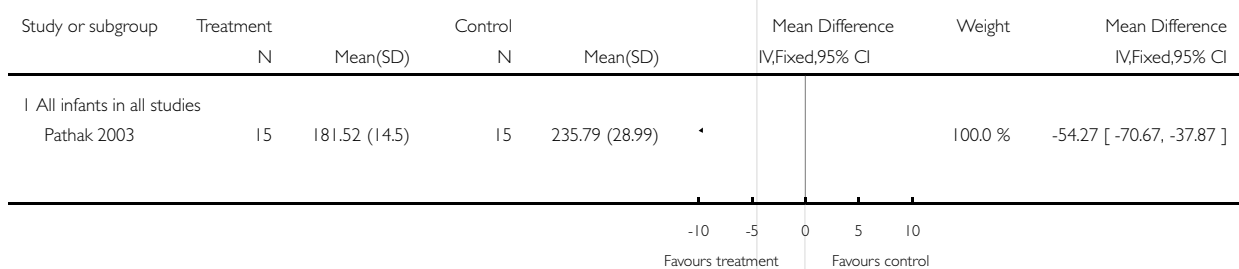 Study or subgroup Treatment Control Mean Difference Weight Mean Difference
N Mean(SD) N Mean(SD) IV,Fixed,95% CI IV,Fixed,95% CI
1 All infants in all studies
Pathak 2003 15 181.52 (14.5) 15 235.79 (28.99) 100.0 % -54.27 [ -70.67, -37.87 ]
-10 -5 0 5 10
Favours treatment Favours control